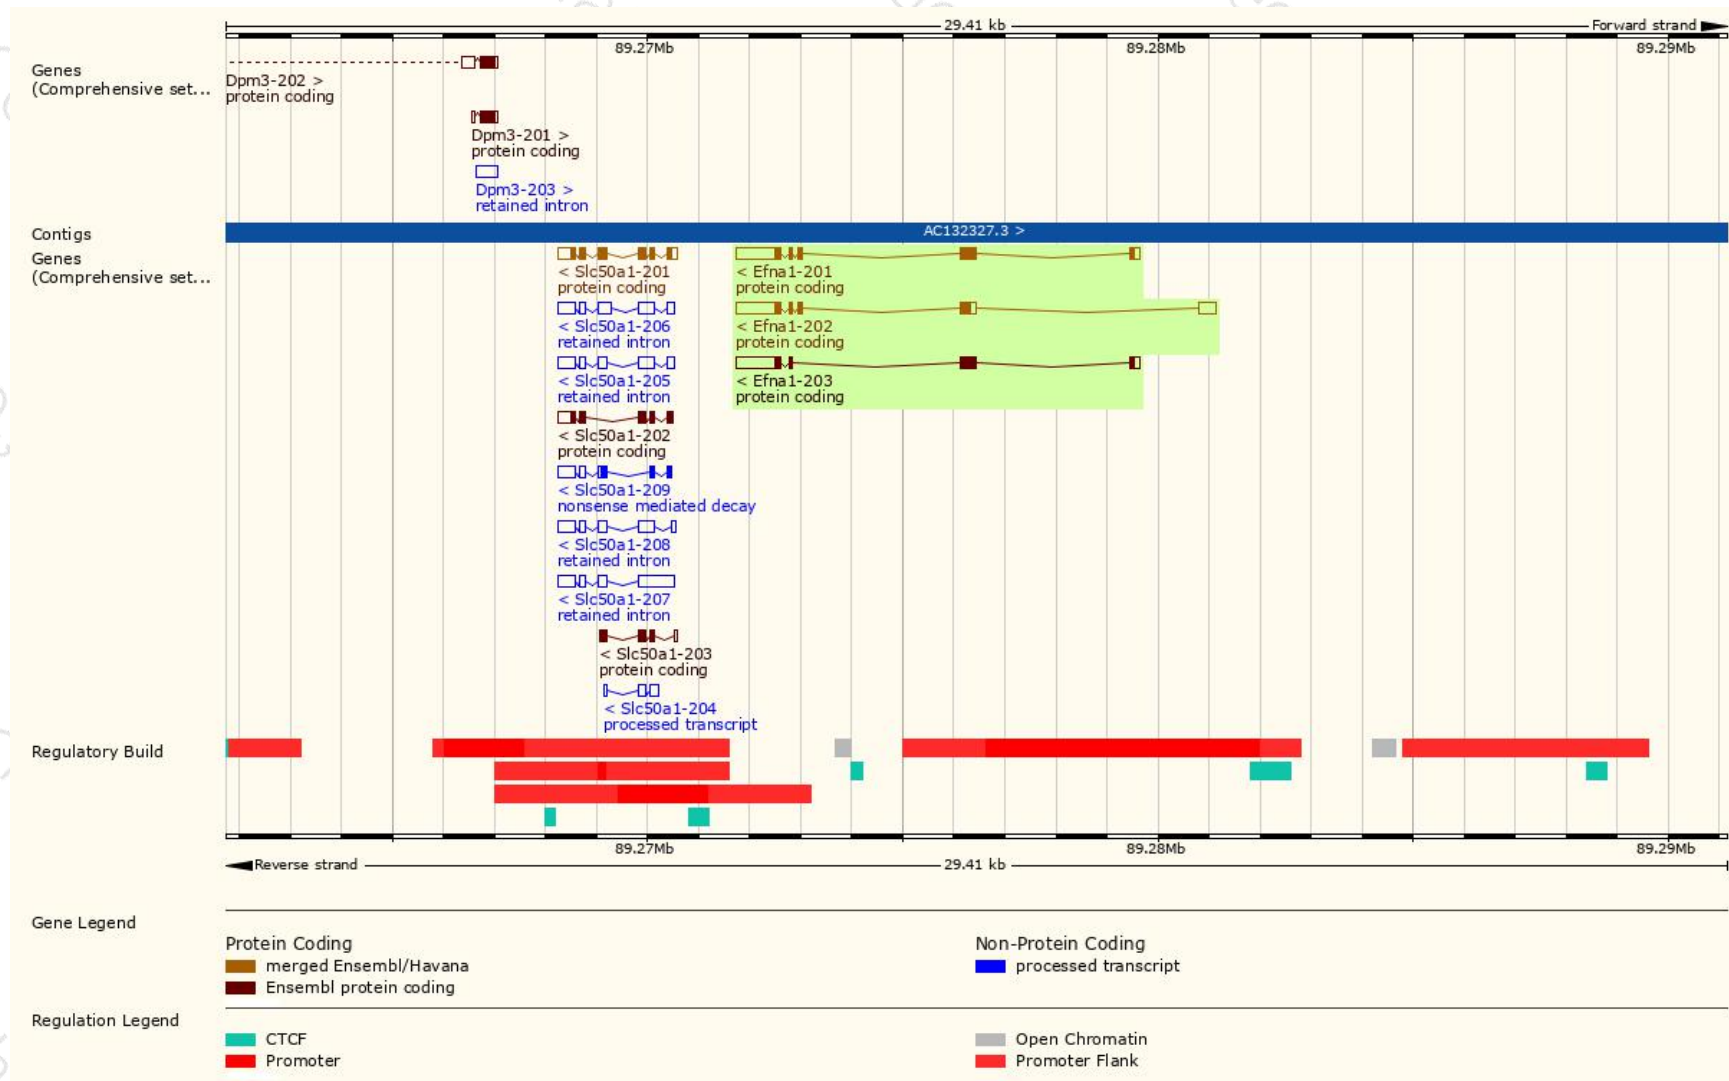 29.41 kb
Forward strand
89.27Mb 89.28Mb 89.29Mb
Genes
(Comprehensive set...
Dpm3-202 >
protein coding
Dpm3-201 >
protein coding
Dpm3-203 >
retained intron
Contigs
AC132327.3 >
Genes
(Comprehensive set...
< Slc50a1-201
protein coding
< Efna1-201
protein coding
< Slc50a1-206
retained intron
< Efna1-202
protein coding
< Slc50a1-205
retained intron
< Efna1-203
protein coding
< Slc50a1-202
protein coding
< Slc50a1-209
nonsense mediated decay
< Slc50a1-208
retained intron
< Slc50a1-207
retained intron
< Slc50a1-203
protein coding
< Slc50a1-204
processed transcript
Regulatory Build
89.27Mb 89.28Mb 89.29Mb
Reverse strand
29.41 kb
Gene Legend
Protein Coding
merged Ensembl/Havana
Ensembl protein coding
Non-Protein Coding
processed transcript
Regulation Legend
CTCF
Promoter
Open Chromatin
Promoter Flank